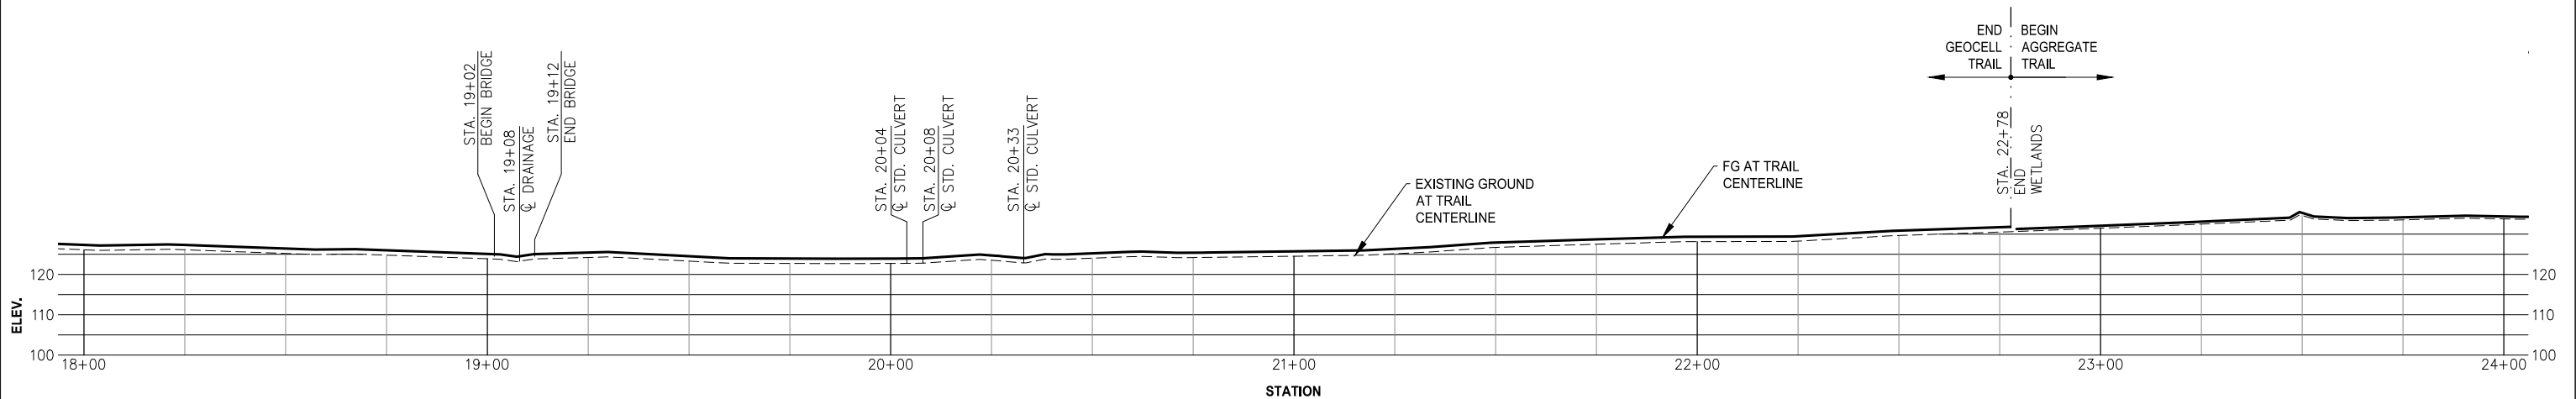 STA. 19+02
BEGIN BRIDGE
STA. 19+08
℄ DRAINAGE
STA. 19+12
END BRIDGE
STA. 20+04
℄ STD. CULVERT
STA. 20+08
℄ STD. CULVERT
STA. 20+33
℄ STD. CULVERT
EXISTING GROUND
AT TRAIL
CENTERLINE
FG AT TRAIL
CENTERLINE
END
GEOCELL
TRAIL
BEGIN
AGGREGATE
TRAIL
STA. 22+78
END
WETLANDS
ELEV.
120
110
100
120
110
100
18+00
19+00
20+00
21+00
22+00
23+00
24+00
STATION